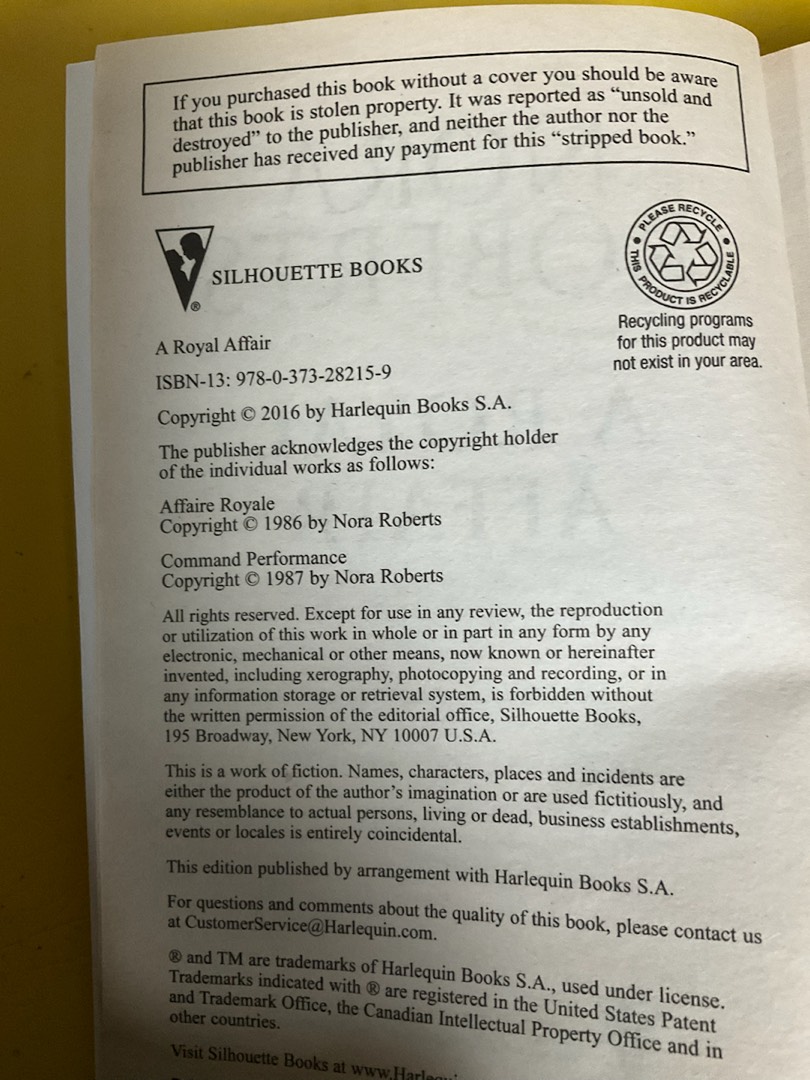 If you purchased this book without a cover you should be aware
that this book is stolen property. It was reported as “unsold and
destroyed” to the publisher, and neither the author nor the
publisher has received any payment for this “stripped book.”
SILHOUETTE BOOKS
®
PLEASE RECYCLE
THIS PRODUCT IS RECYCLABLE
Recycling programs
for this product may
not exist in your area.
A Royal Affair
ISBN-13: 978-0-373-28215-9
Copyright © 2016 by Harlequin Books S.A.
The publisher acknowledges the copyright holder
of the individual works as follows:
Affaire Royale
Copyright © 1986 by Nora Roberts
Command Performance
Copyright © 1987 by Nora Roberts
All rights reserved. Except for use in any review, the reproduction
or utilization of this work in whole or in part in any form by any
electronic, mechanical or other means, now known or hereinafter
invented, including xerography, photocopying and recording, or in
any information storage or retrieval system, is forbidden without
the written permission of the editorial office, Silhouette Books,
195 Broadway, New York, NY 10007 U.S.A.
This is a work of fiction. Names, characters, places and incidents are
either the product of the author’s imagination or are used fictitiously, and
any resemblance to actual persons, living or dead, business establishments,
events or locales is entirely coincidental.
This edition published by arrangement with Harlequin Books S.A.
For questions and comments about the quality of this book, please contact us
at CustomerService@Harlequin.com.
® and TM are trademarks of Harlequin Books S.A., used under license.
Trademarks indicated with ® are registered in the United States Patent
and Trademark Office, the Canadian Intellectual Property Office and in
other countries.
Visit Silhouette Books at